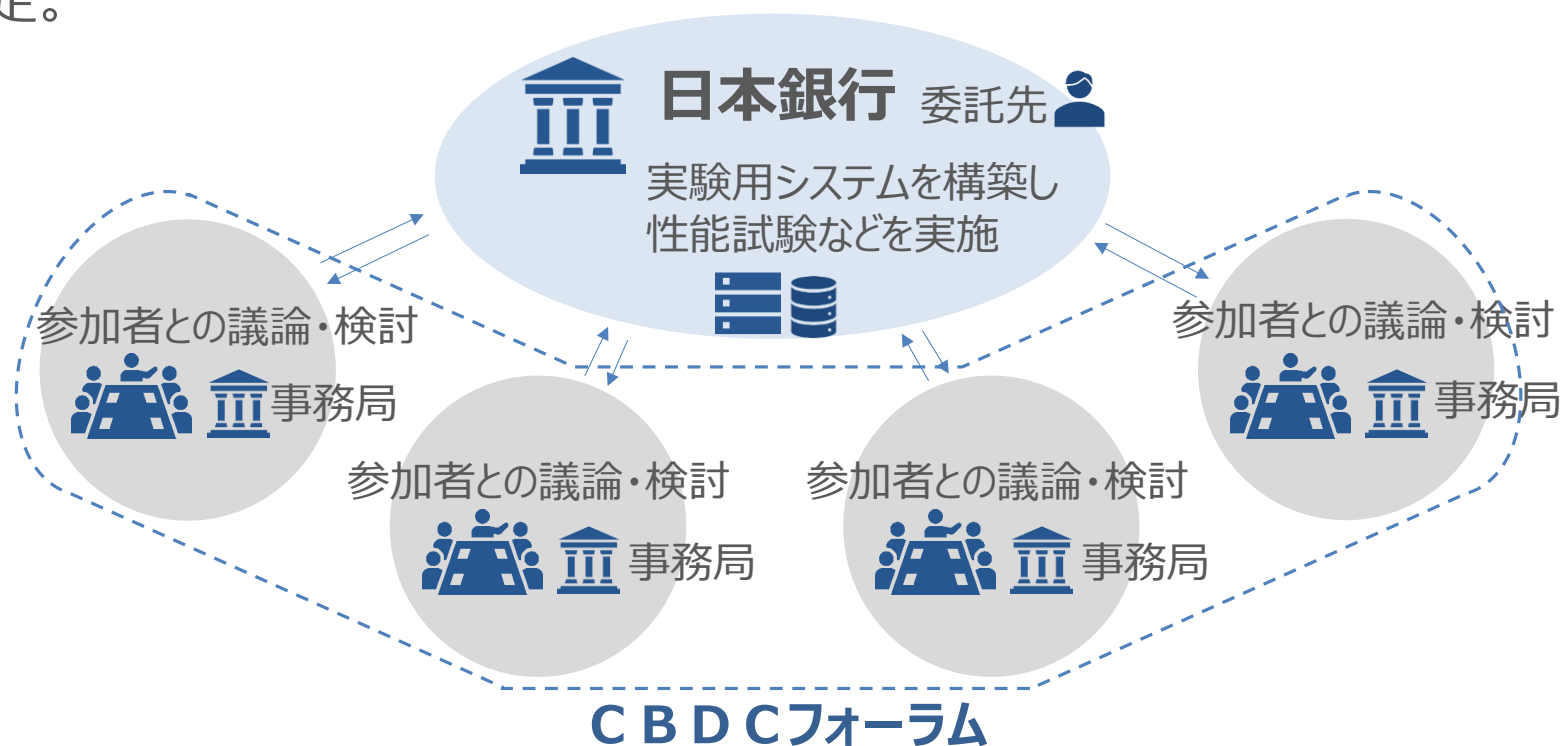 定。
日本銀行 委託先
実験用システムを構築し
性能試験などを実施
参加者との議論・検討
事務局
参加者との議論・検討
事務局
参加者との議論・検討
事務局
参加者との議論・検討
事務局
ＣＢＤＣフォーラム